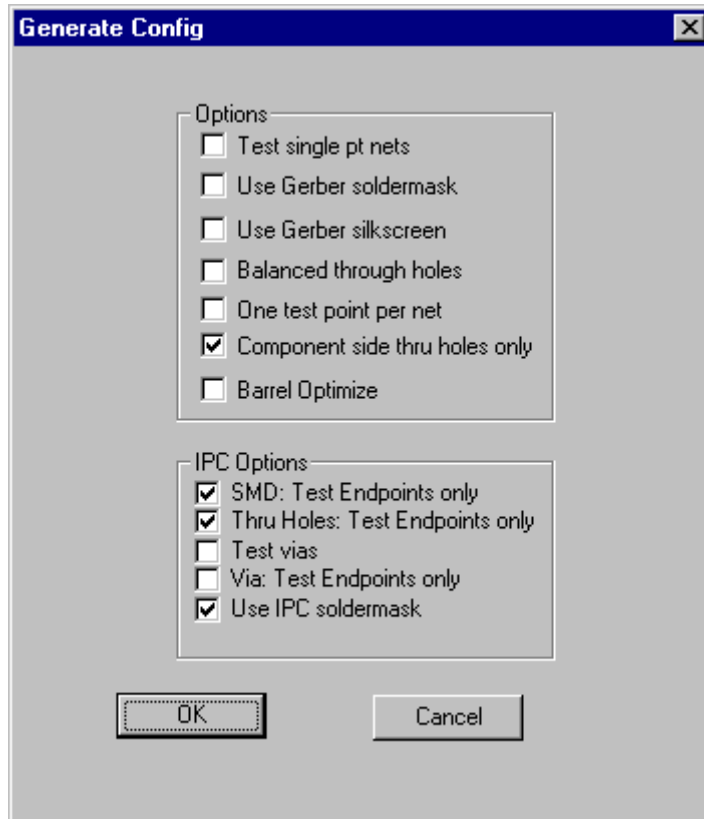 Generate Config
Options
Test single pt nets
Use Gerber soldermask
Use Gerber silkscreen
Balanced through holes
One test point per net
Component side thru holes only
Barrel Optimize
IPC Options
SMD: Test Endpoints only
Thru Holes: Test Endpoints only
Test vias
Via: Test Endpoints only
Use IPC soldermask
OK
Cancel